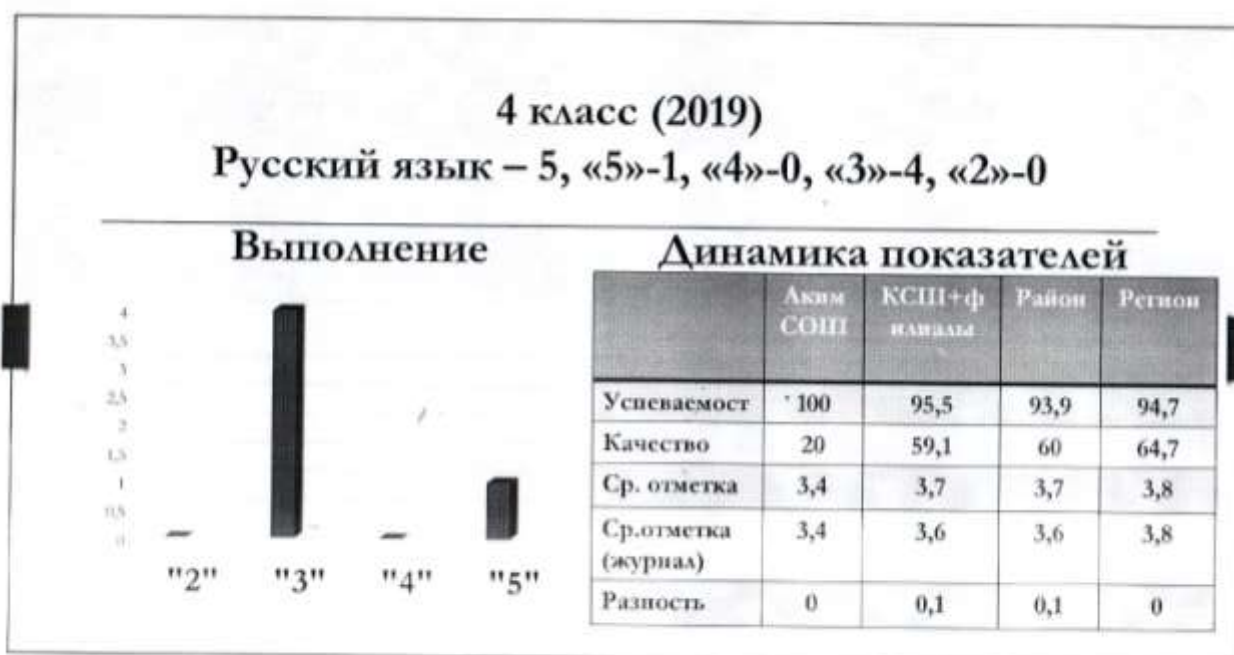 4 класс (2019)
Русский язык – 5, «5»-1, «4»-0, «3»-4, «2»-0
Выполнение
4
3,5
3
2,5
2
1,5
1
0,5
0
"2" "3" "4" "5"
Динамика показателей
Аким КСШ+ф Район Регион
СОШ илиалы
Успеваемост 100 95,5 93,9 94,7
Качество 20 59,1 60 64,7
Ср. отметка 3,4 3,7 3,7 3,8
Ср.отметка 3,4 3,6 3,6 3,8
(журнал)
Разность 0 0,1 0,1 0